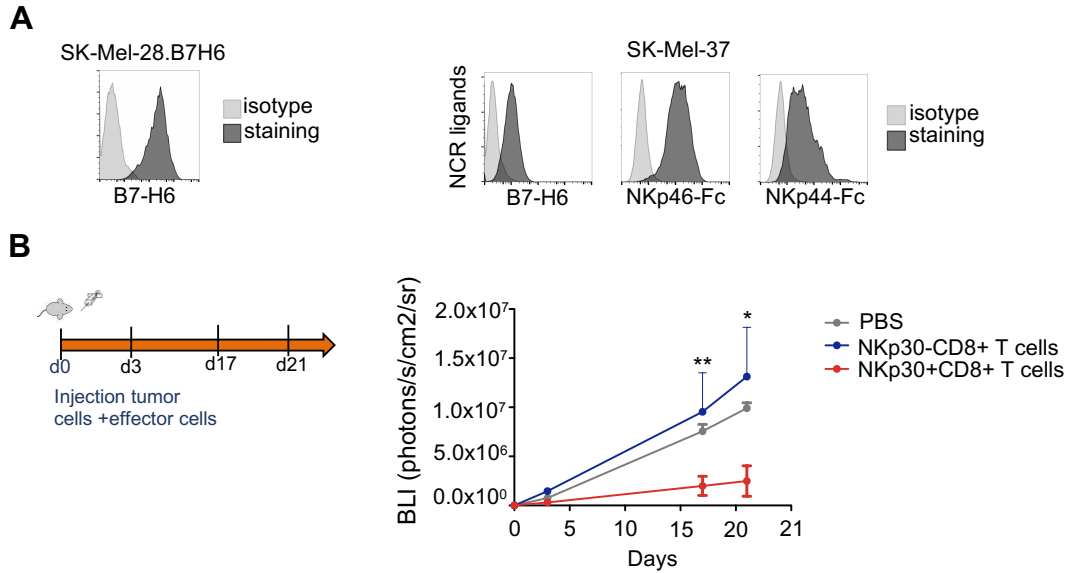 A
SK-Mel-28.B7H6
isotype
staining
B7-H6
SK-Mel-37
NCR ligands
B7-H6
NKp46-Fc
NKp44-Fc
isotype
staining
B
d0
d3
d17
d21
Injection tumor
cells +effector cells
BLI (photons/s/cm2/sr)
2.0x10⁷
1.5x10⁷
1.0x10⁷
5.0x10⁶
0.0x10⁰
**
*
0
5
10
15
20
21
Days
PBS
NKp30-CD8+ T cells
NKp30+CD8+ T cells